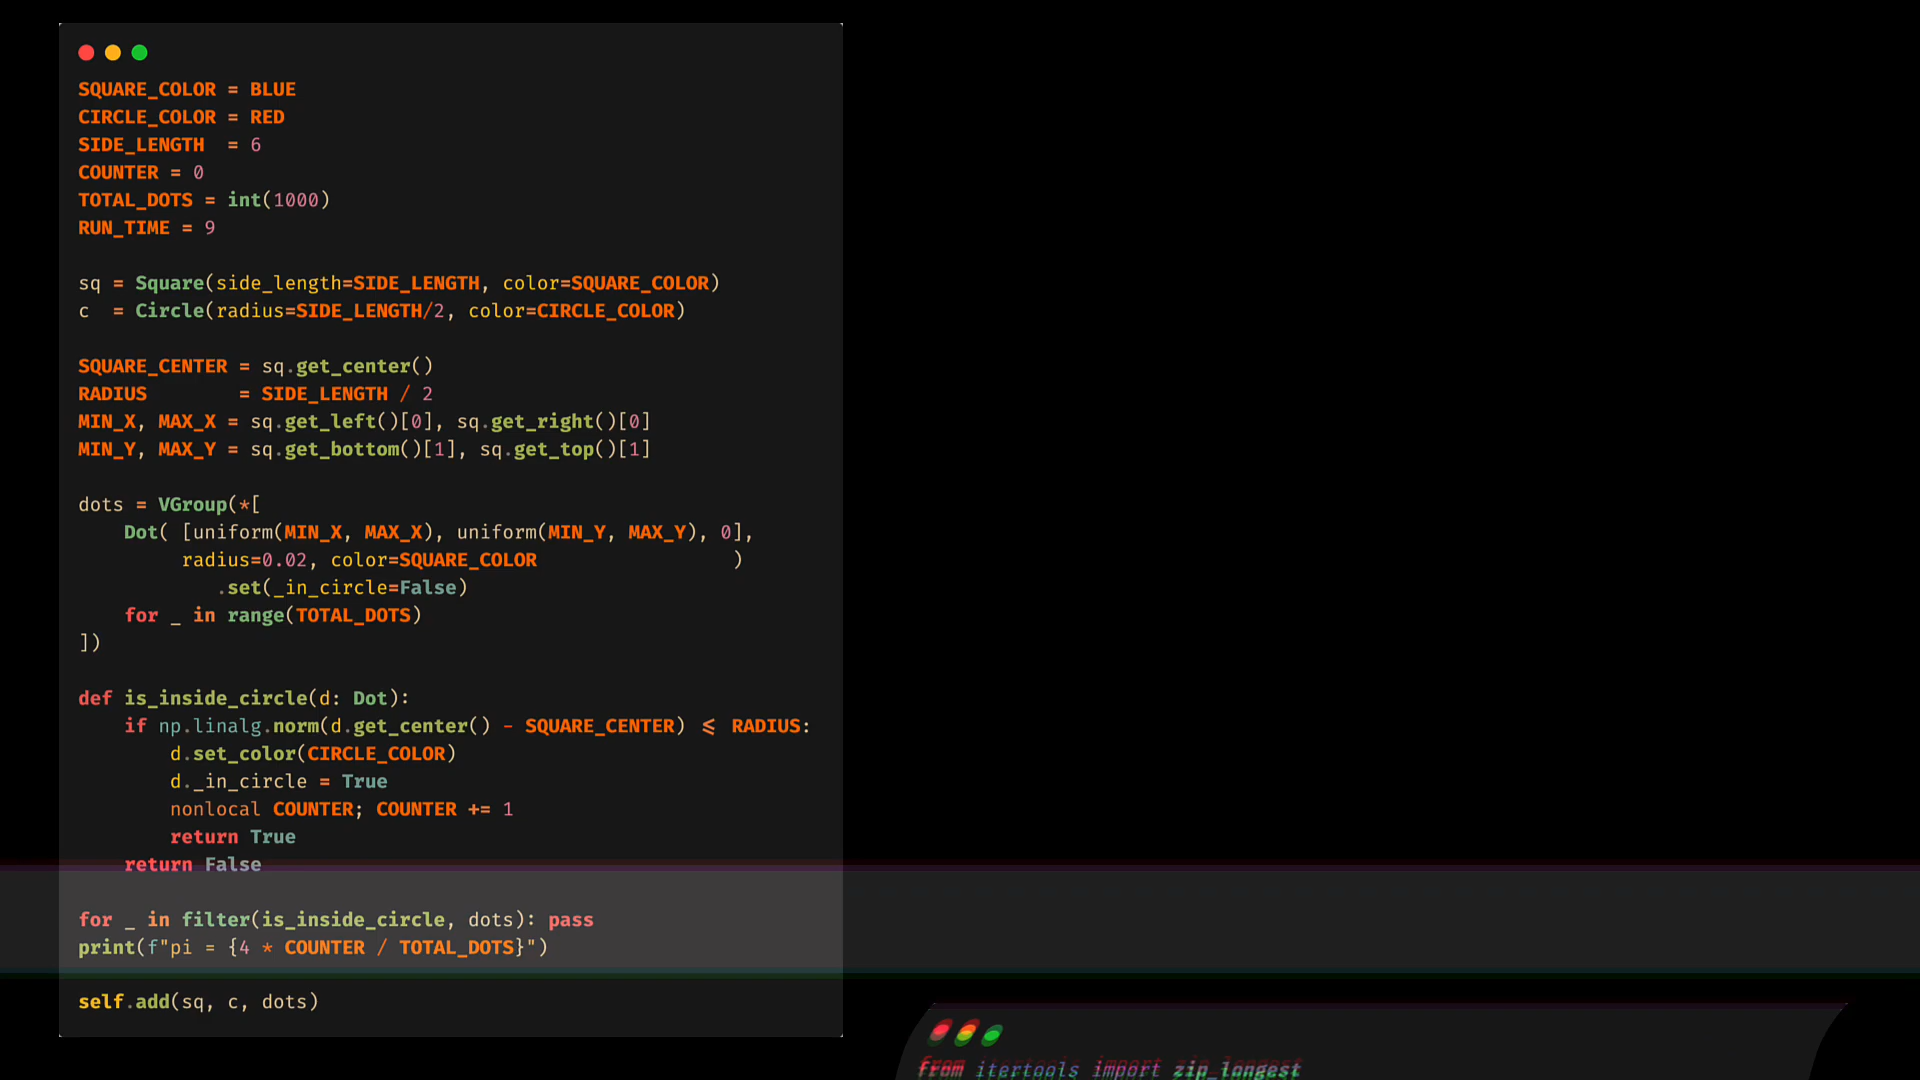 SQUARE_COLOR = BLUE
CIRCLE_COLOR = RED
SIDE_LENGTH  = 6
COUNTER = 0
TOTAL_DOTS = int(1000)
RUN_TIME = 9

sq = Square(side_length=SIDE_LENGTH, color=SQUARE_COLOR)
c  = Circle(radius=SIDE_LENGTH/2, color=CIRCLE_COLOR)

SQUARE_CENTER = sq.get_center()
RADIUS        = SIDE_LENGTH / 2
MIN_X, MAX_X = sq.get_left()[0], sq.get_right()[0]
MIN_Y, MAX_Y = sq.get_bottom()[1], sq.get_top()[1]

dots = VGroup(*[
    Dot( [uniform(MIN_X, MAX_X), uniform(MIN_Y, MAX_Y), 0],
         radius=0.02, color=SQUARE_COLOR                 )
            .set(_in_circle=False)
    for _ in range(TOTAL_DOTS)
])

def is_inside_circle(d: Dot):
    if np.linalg.norm(d.get_center() - SQUARE_CENTER) ≤ RADIUS:
        d.set_color(CIRCLE_COLOR)
        d._in_circle = True
        nonlocal COUNTER; COUNTER += 1
        return True
    return False

for _ in filter(is_inside_circle, dots): pass
print(f"pi = {4 * COUNTER / TOTAL_DOTS}")

self.add(sq, c, dots)
from itertools import zip_longest